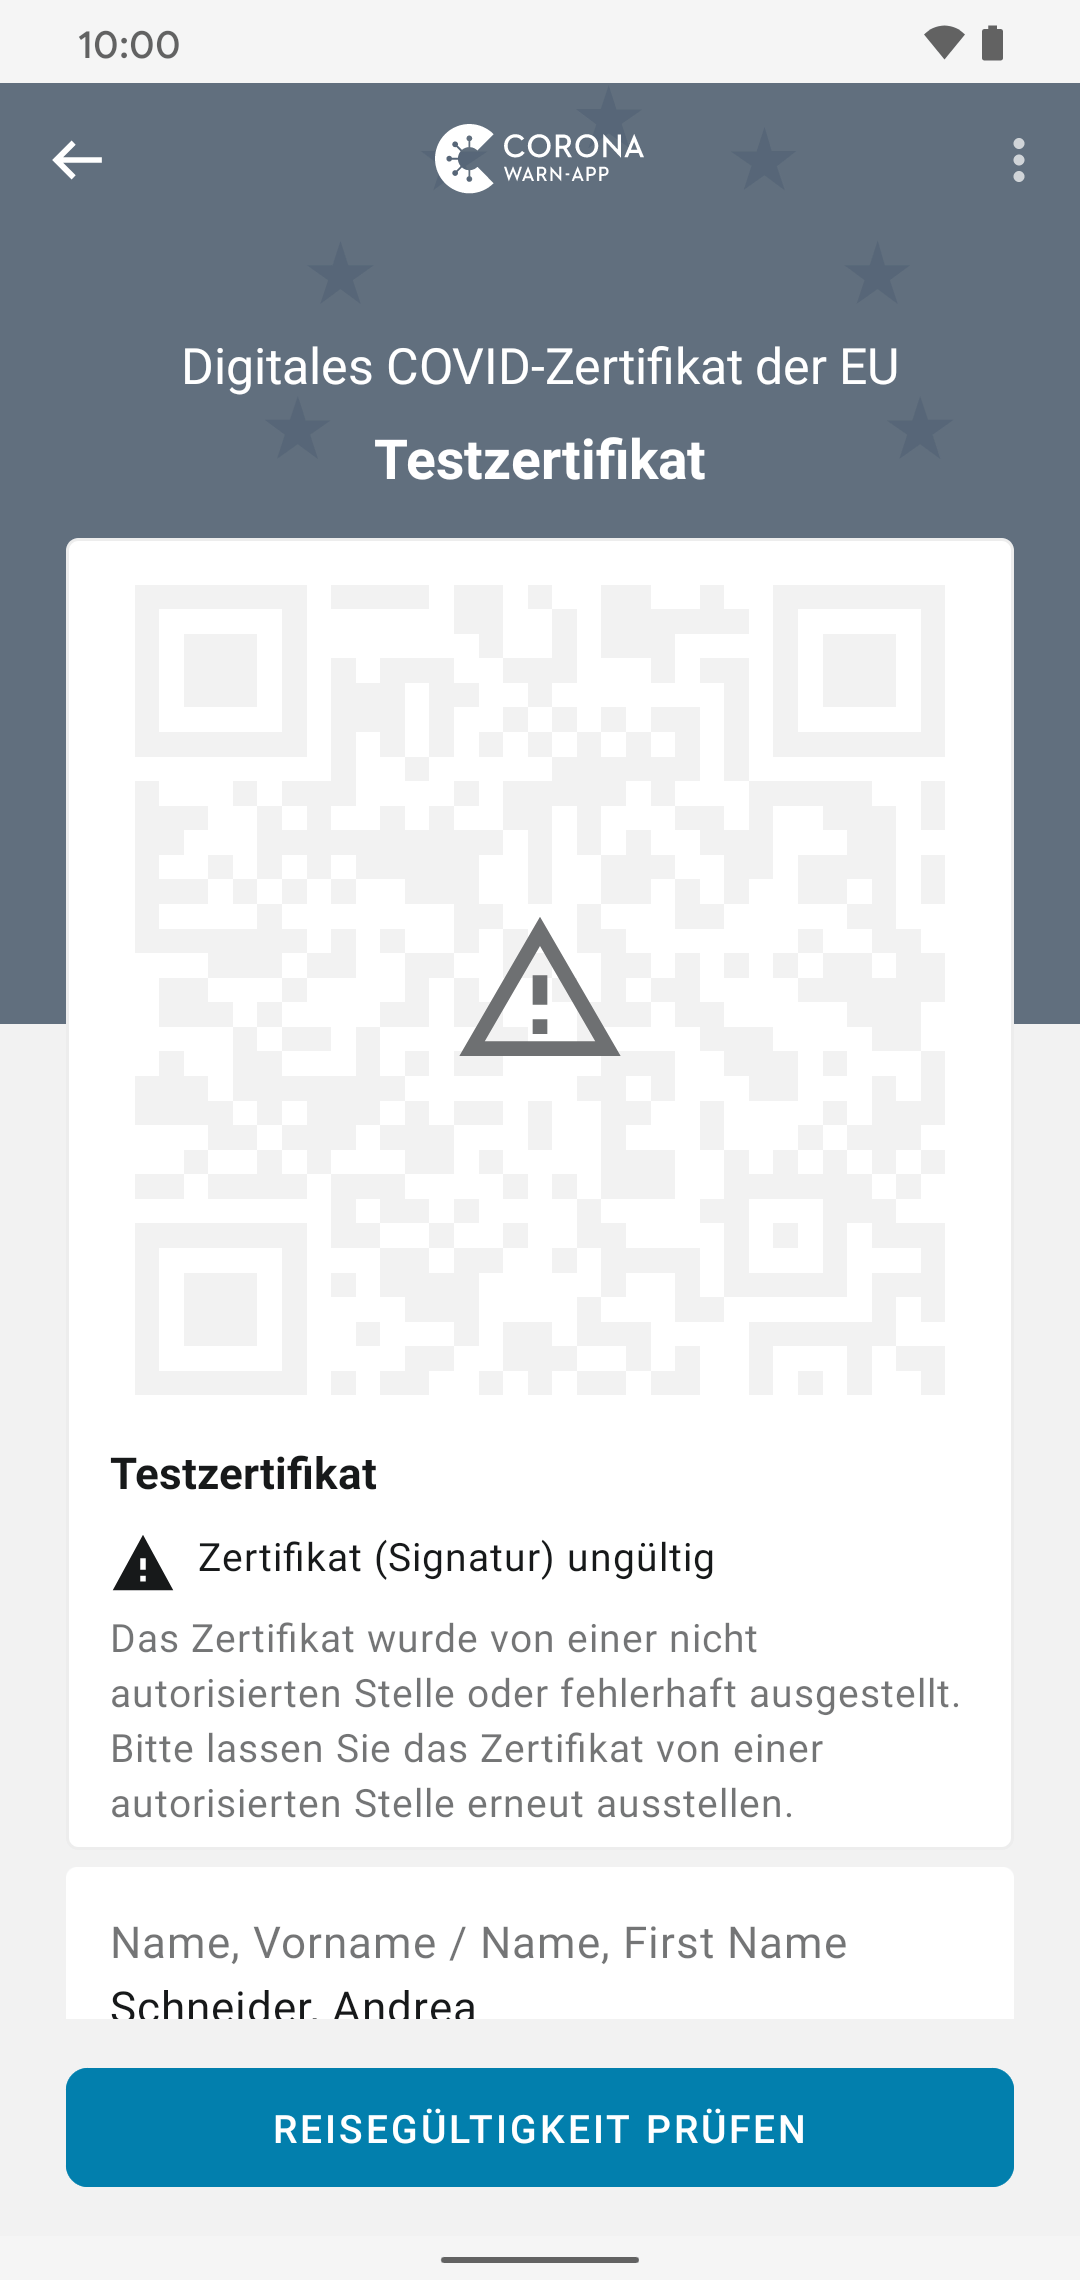 10:00
CORONA
WARN-APP
Digitales COVID-Zertifikat der EU
Testzertifikat
Testzertifikat
Zertifikat (Signatur) ungültig
Das Zertifikat wurde von einer nicht
autorisierten Stelle oder fehlerhaft ausgestellt.
Bitte lassen Sie das Zertifikat von einer
autorisierten Stelle erneut ausstellen.
Name, Vorname / Name, First Name
Schneider, Andrea
REISEGÜLTIGKEIT PRÜFEN